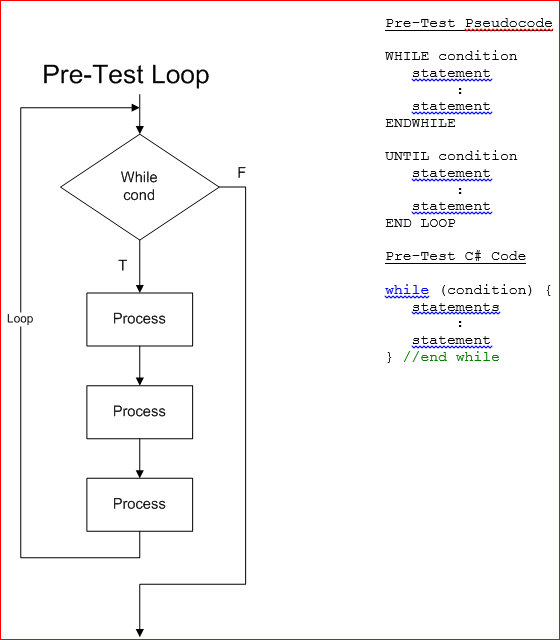 Pre-Test Loop
While
cond
F
T
Process
Loop
Process
Process
Pre-Test Pseudocode
WHILE condition
statement
:
statement
ENDWHILE
UNTIL condition
statement
:
statement
END LOOP
Pre-Test C# Code
while (condition) {
statements
:
statement
} //end while